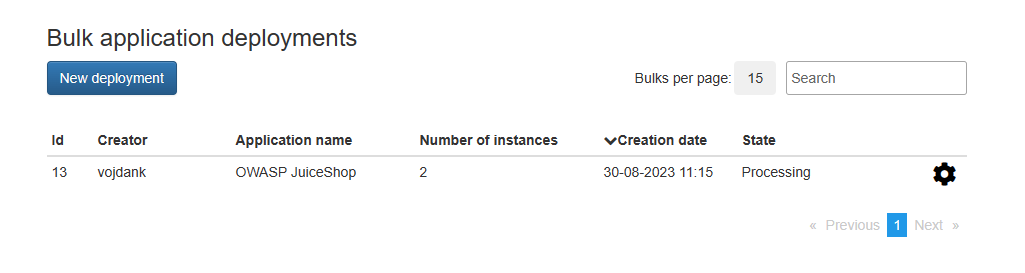 Bulk application deployments
New deployment
Bulks per page: 15
Search
Id Creator Application name Number of instances Creation date State
13 vojdank OWASP JuiceShop 2 30-08-2023 11:15 Processing
« Previous 1 Next »